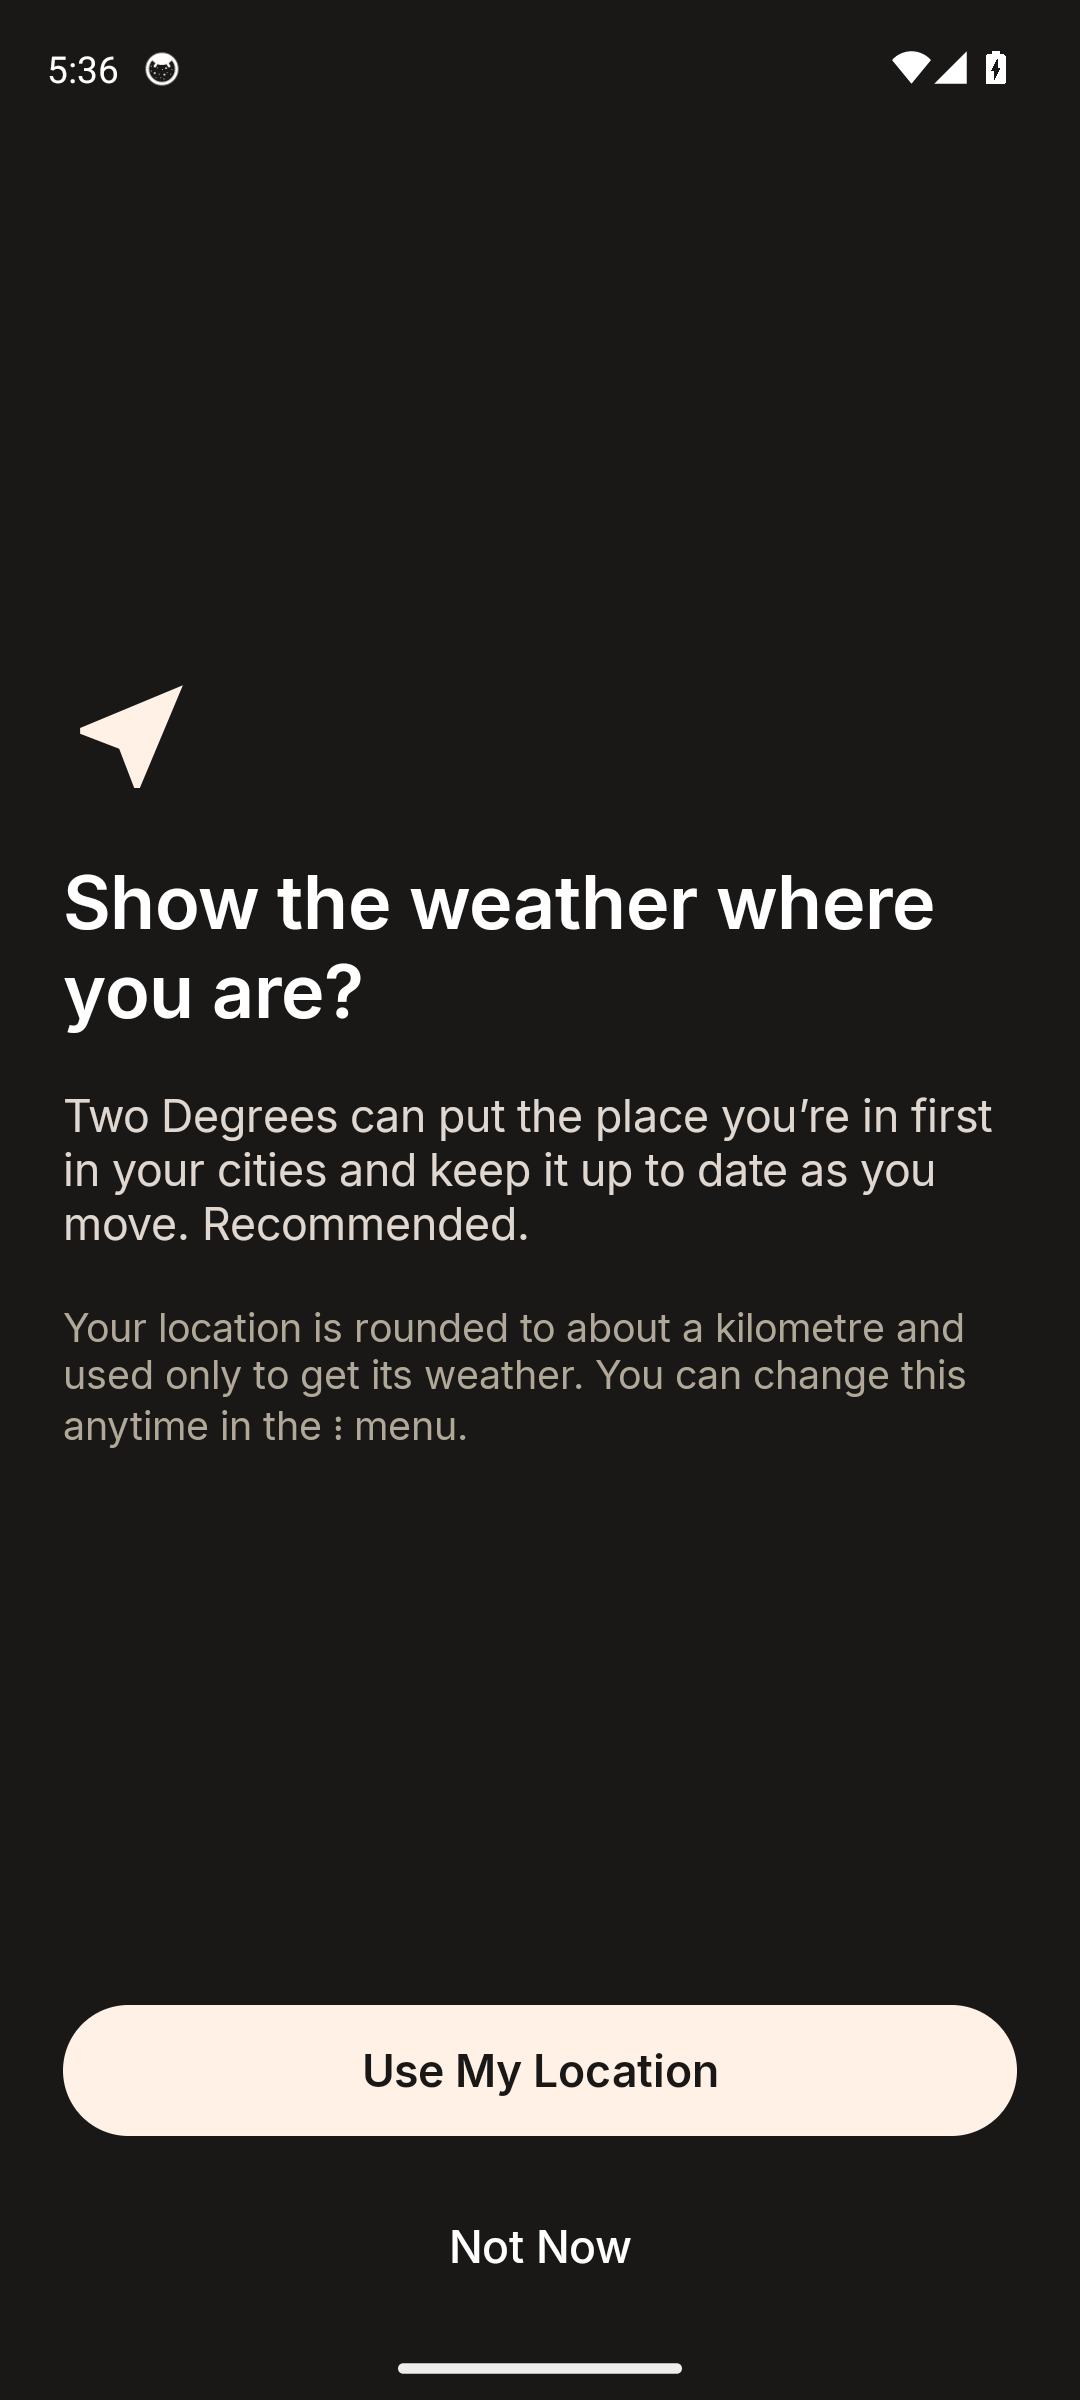 5:36
Show the weather where
you are?
Two Degrees can put the place you’re in first
in your cities and keep it up to date as you
move. Recommended.
Your location is rounded to about a kilometre and
used only to get its weather. You can change this
anytime in the ⋮ menu.
Use My Location
Not Now